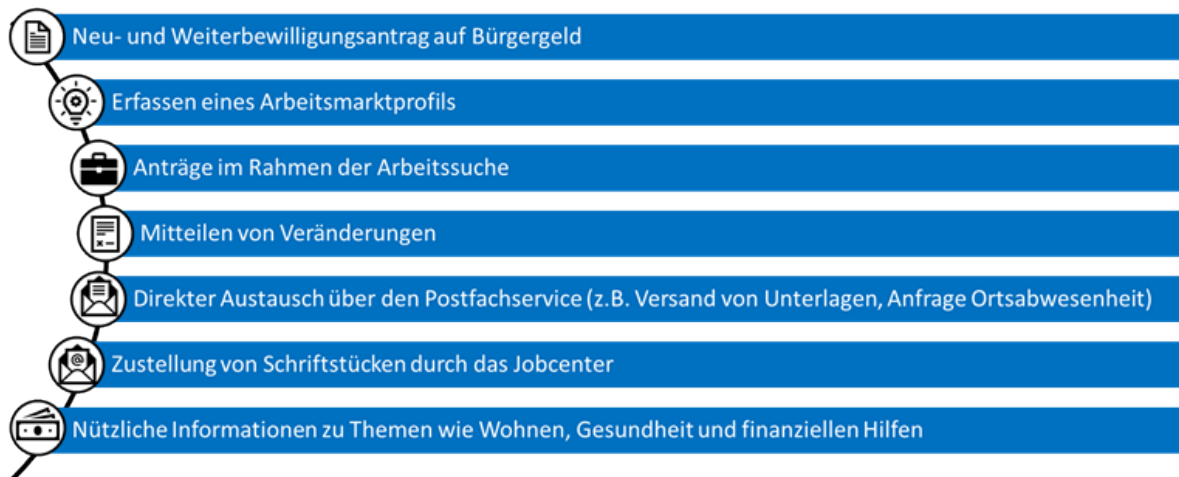 Neu- und Weiterbewilligungsantrag auf Bürgergeld
Erfassen eines Arbeitsmarktprofils
Anträge im Rahmen der Arbeitssuche
Mitteilen von Veränderungen
Direkter Austausch über den Postfachservice (z.B. Versand von Unterlagen, Anfrage Ortsabwesenheit)
Zustellung von Schriftstücken durch das Jobcenter
Nützliche Informationen zu Themen wie Wohnen, Gesundheit und finanziellen Hilfen